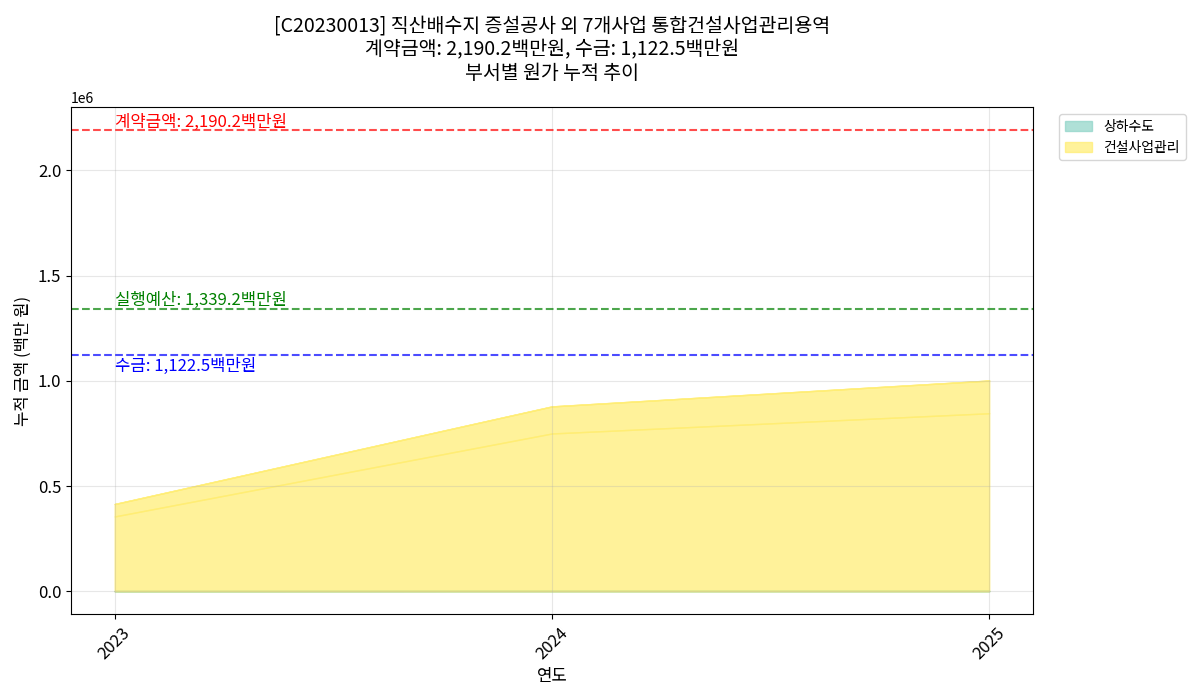 [C20230013] 직산배수지 증설공사 외 7개사업 통합건설사업관리용역
계약금액: 2,190.2백만원, 수금: 1,122.5백만원
부서별 원가 누적 추이
1e6
계약금액: 2,190.2백만원
상하수도
건설사업관리
2.0
1.5
실행예산: 1,339.2백만원
수금: 1,122.5백만원
1.0
0.5
0.0
누적 금액 (백만 원)
2023
2024
2025
연도